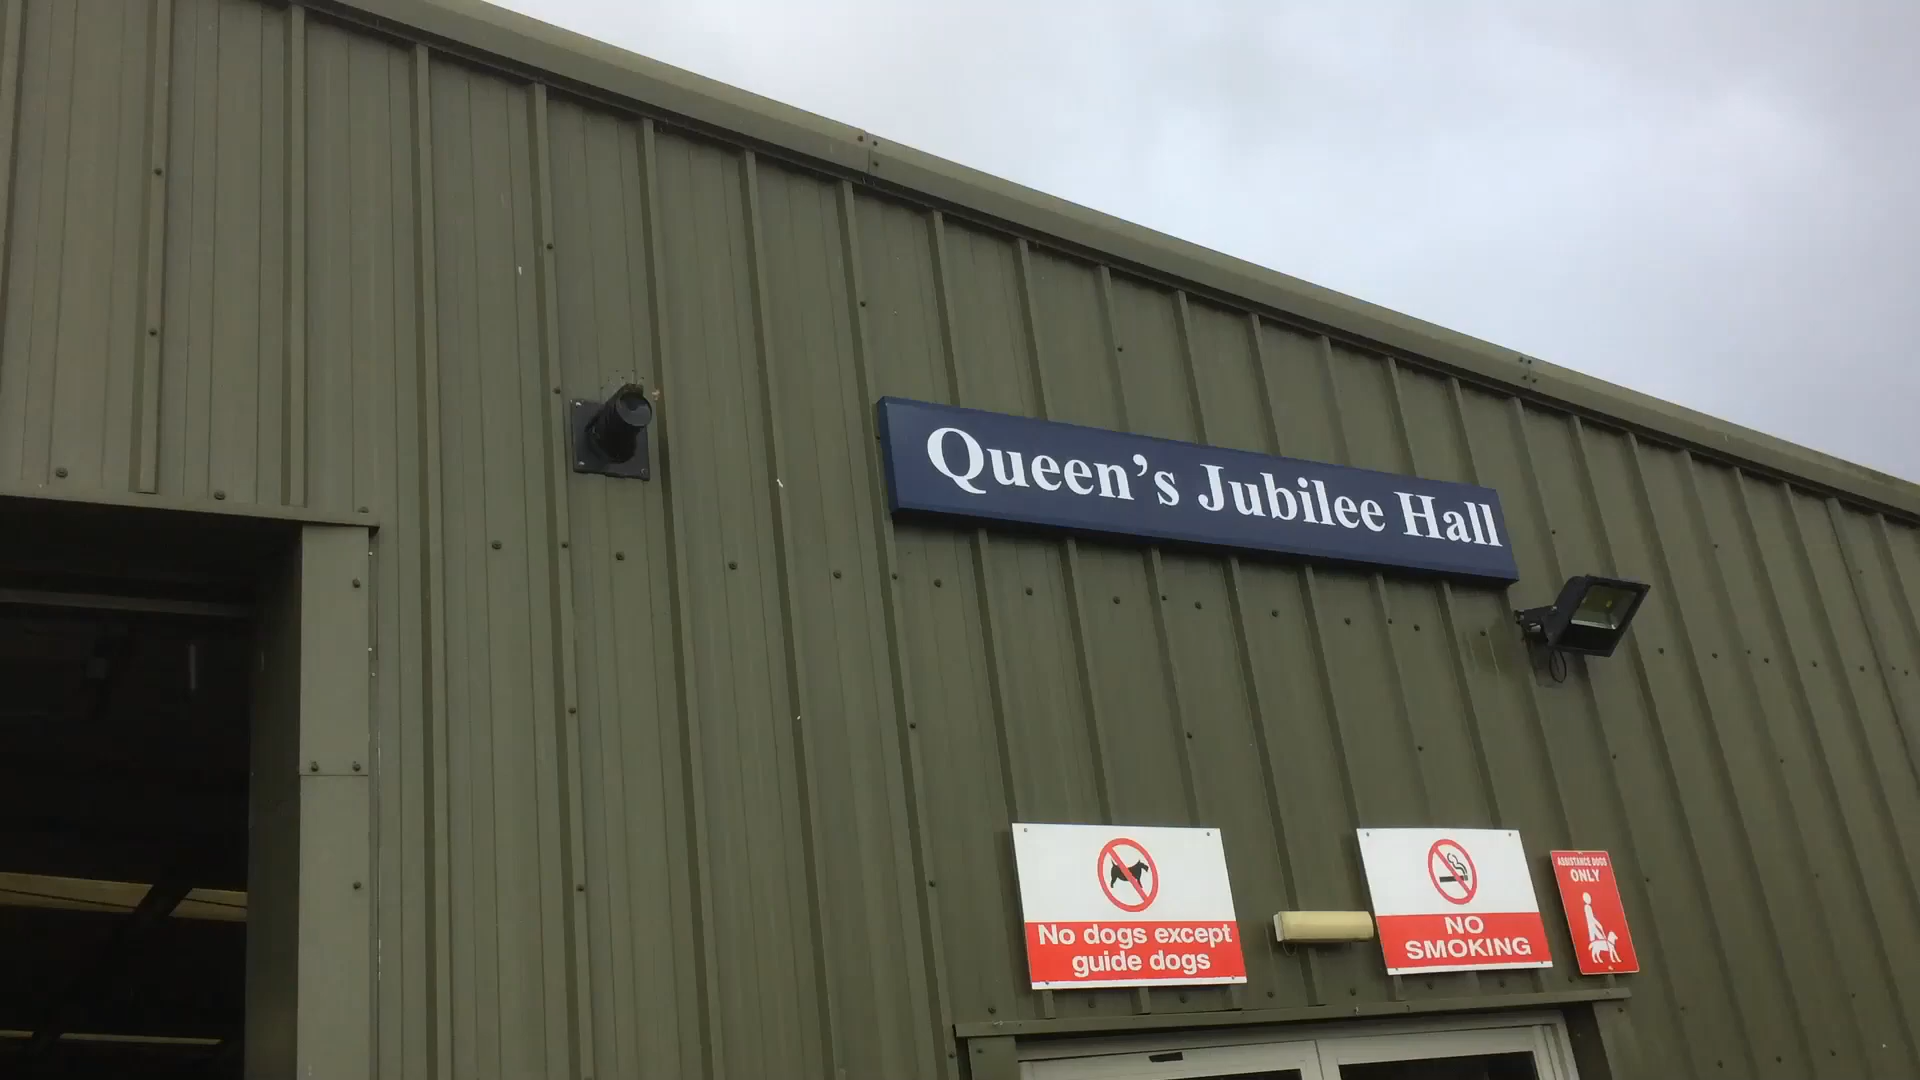 Queen's Jubilee Hall
No dogs except
guide dogs
NO
SMOKING
ASSISTANCE DOGS
ONLY